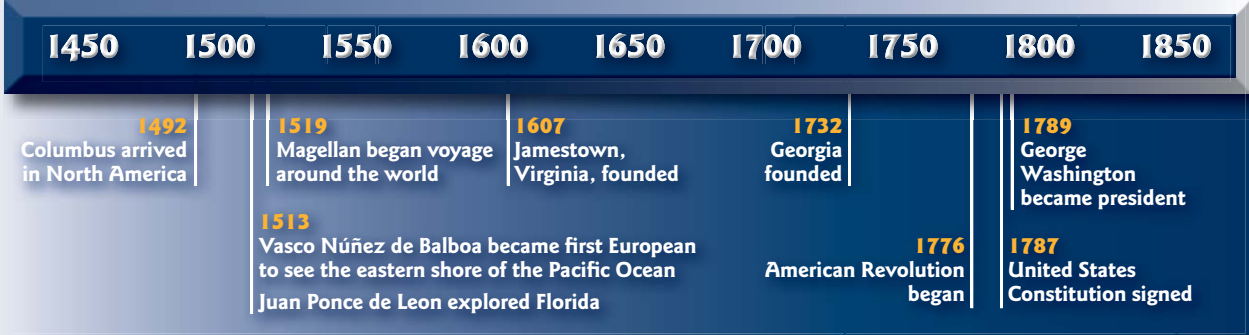 1450 1500 1550 1600 1650 1700 1750 1800 1850
1492
Columbus arrived
in North America
1519
Magellan began voyage
around the world
1607
Jamestown,
Virginia, founded
1732
Georgia
founded
1789
George
Washington
became president
1513
Vasco Núñez de Balboa became first European
to see the eastern shore of the Pacific Ocean
Juan Ponce de Leon explored Florida
1776
American Revolution
began
1787
United States
Constitution signed